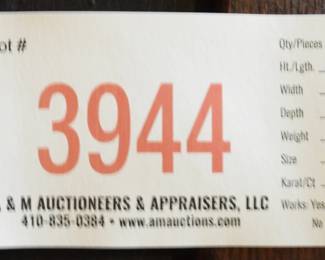 ot #
3944
& M AUCTIONEERS & APPRAISERS, LLC
410-835-0384 • www.amauctions.com
Qty/Pieces
Ht./Lgth.
Width
Depth
Weight
Size
Karat/Ct
Works: Yes
No